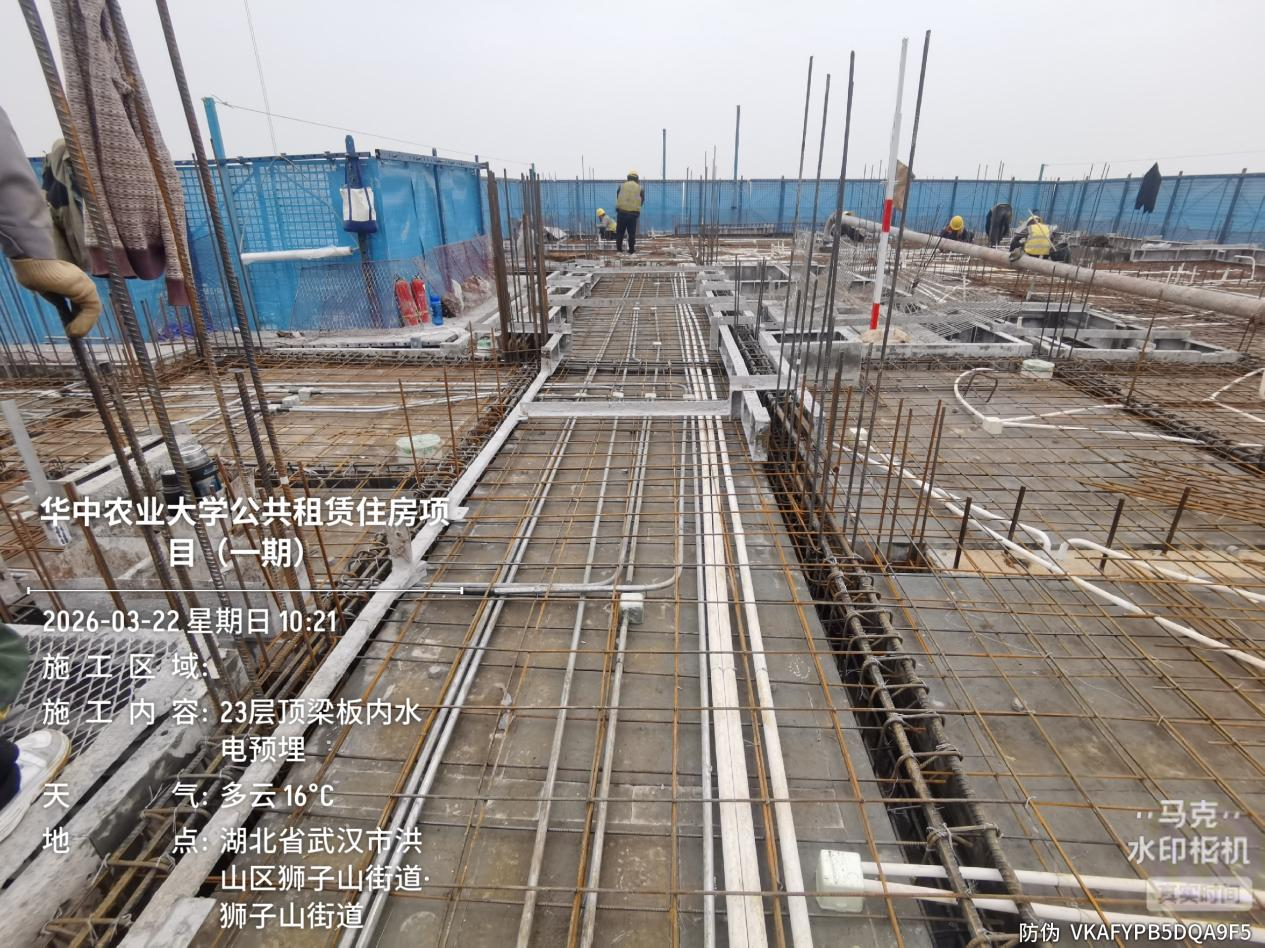 华中农业大学公共租赁住房项
目（一期）
2026-03-22 星期日 10:21
施工区域:
施工内容: 23层顶梁板内水
电预埋
天气: 多云 16°C
地点: 湖北省武汉市洪
山区狮子山街道·
狮子山街道
马克
水印相机
真实时间
防伪 VKAFYPB5DQA9F5